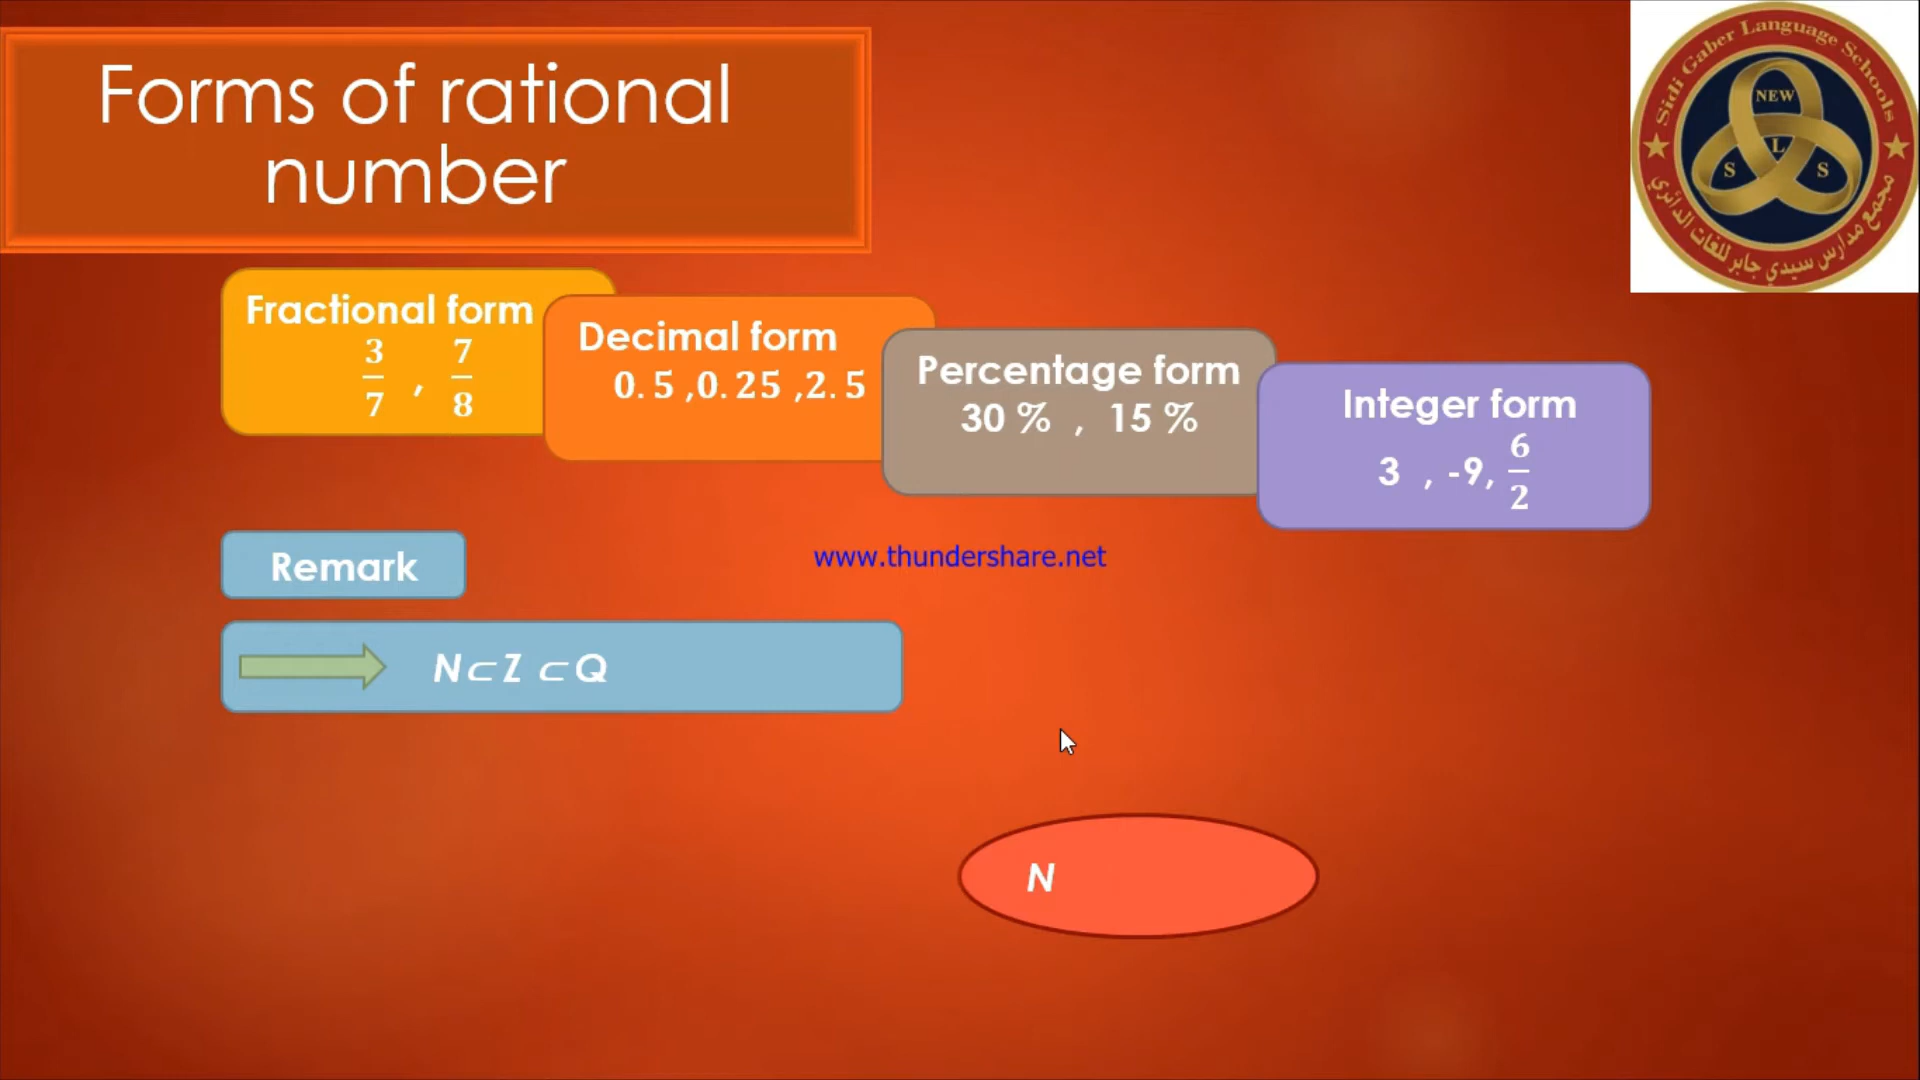 Forms of rational
number
Sidi Gaber Language Schools
NEW
L
S S
مجمع مدارس سيدي جابر للغات الدائري
Fractional form
3/7 , 7/8
Decimal form
0.5 ,0.25 ,2.5
Percentage form
30 % , 15 %
Integer form
3 , -9, 6/2
Remark
www.thundershare.net
N⊂Z ⊂Q
N